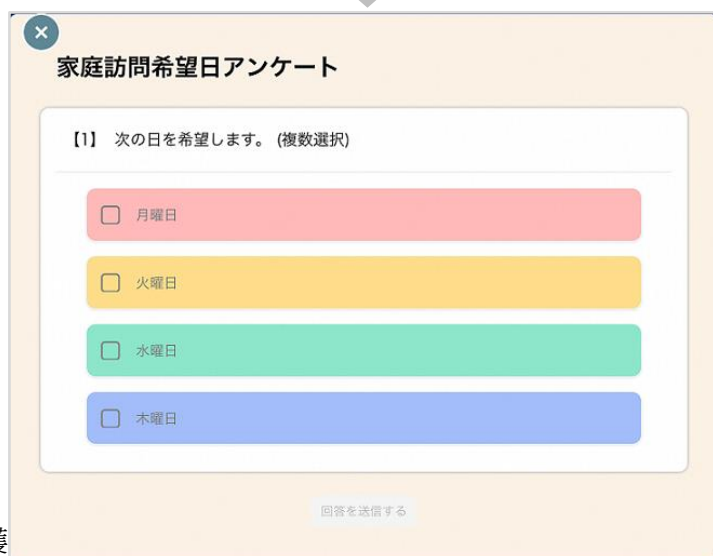 家庭訪問希望日アンケート
【1】 次の日を希望します。 (複数選択)
月曜日
火曜日
水曜日
木曜日
回答を送信する